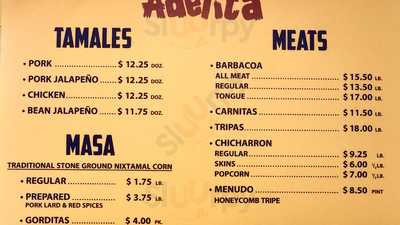 Adelita
TAMALES
• PORK .................. $ 12.25 DOZ.
• PORK JALAPEÑO ...... $ 12.25 DOZ.
• CHICKEN.................. $ 12.25 DOZ.
• BEAN JALAPEÑO ...... $ 11.75 DOZ.
MASA
TRADITIONAL STONE GROUND NIXTAMAL CORN
• REGULAR .................. $ 1.75 LB.
• PREPARED .................. $ 3.75 LB.
PORK LARD & RED SPICES
• GORDITAS .................. $ 4.00 PK.
MEATS
• BARBACOA
ALL MEAT .............................. $ 15.50 LB.
REGULAR .............................. $ 13.50 LB.
TONGUE .............................. $ 17.00 LB.
• CARNITAS .............................. $ 11.50 LB.
• TRIPAS .............................. $ 18.00 LB.
• CHICHARRON
REGULAR .............................. $ 9.25 LB.
SKINS .............................. $ 6.00 ½ LB.
POPCORN .............................. $ 7.00 ½ LB.
• MENUDO .............................. $ 8.50 PINT
HONEYCOMB TRIPE
sluurpy